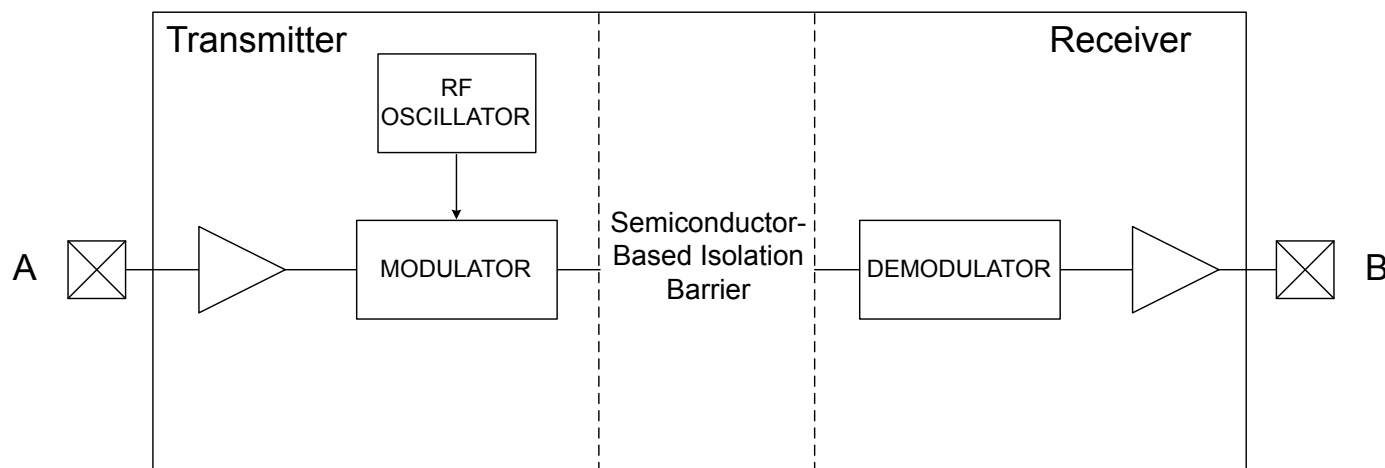 Transmitter
Receiver
RF
OSCILLATOR
A
MODULATOR
Semiconductor-
Based Isolation
Barrier
DEMODULATOR
B